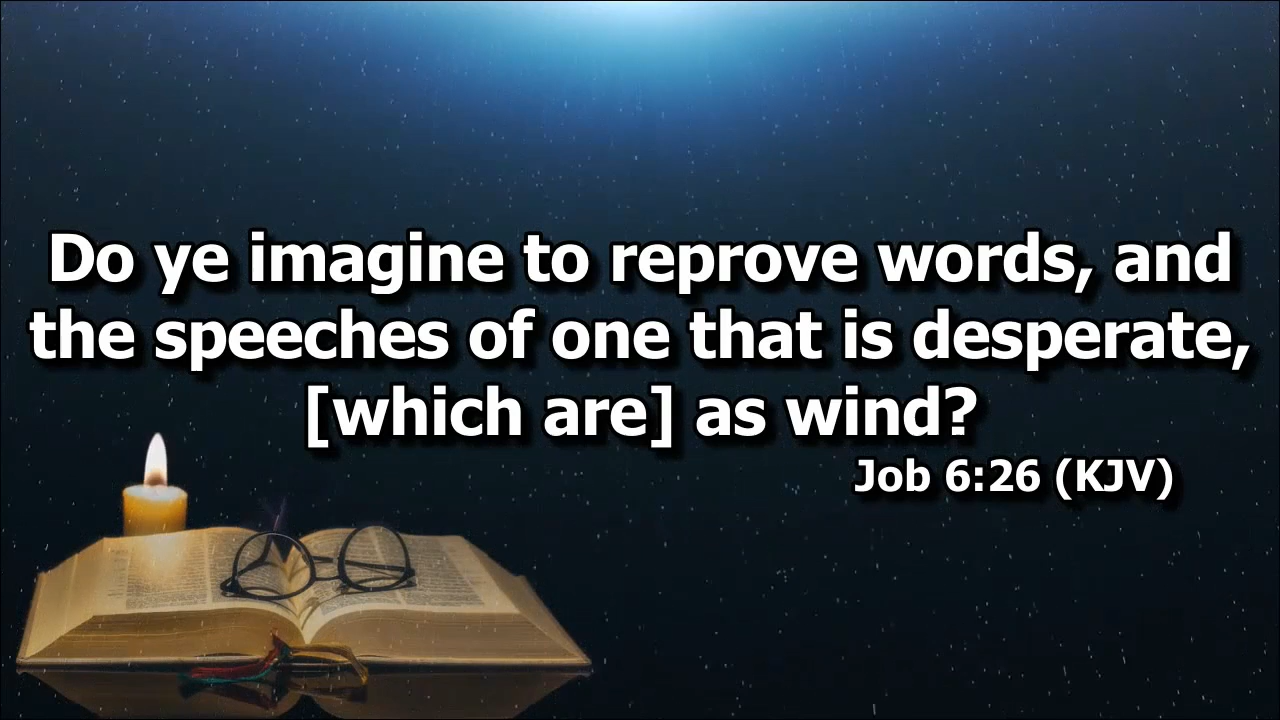 Do ye imagine to reprove words, and
the speeches of one that is desperate,
[which are] as wind?
Job 6:26 (KJV)